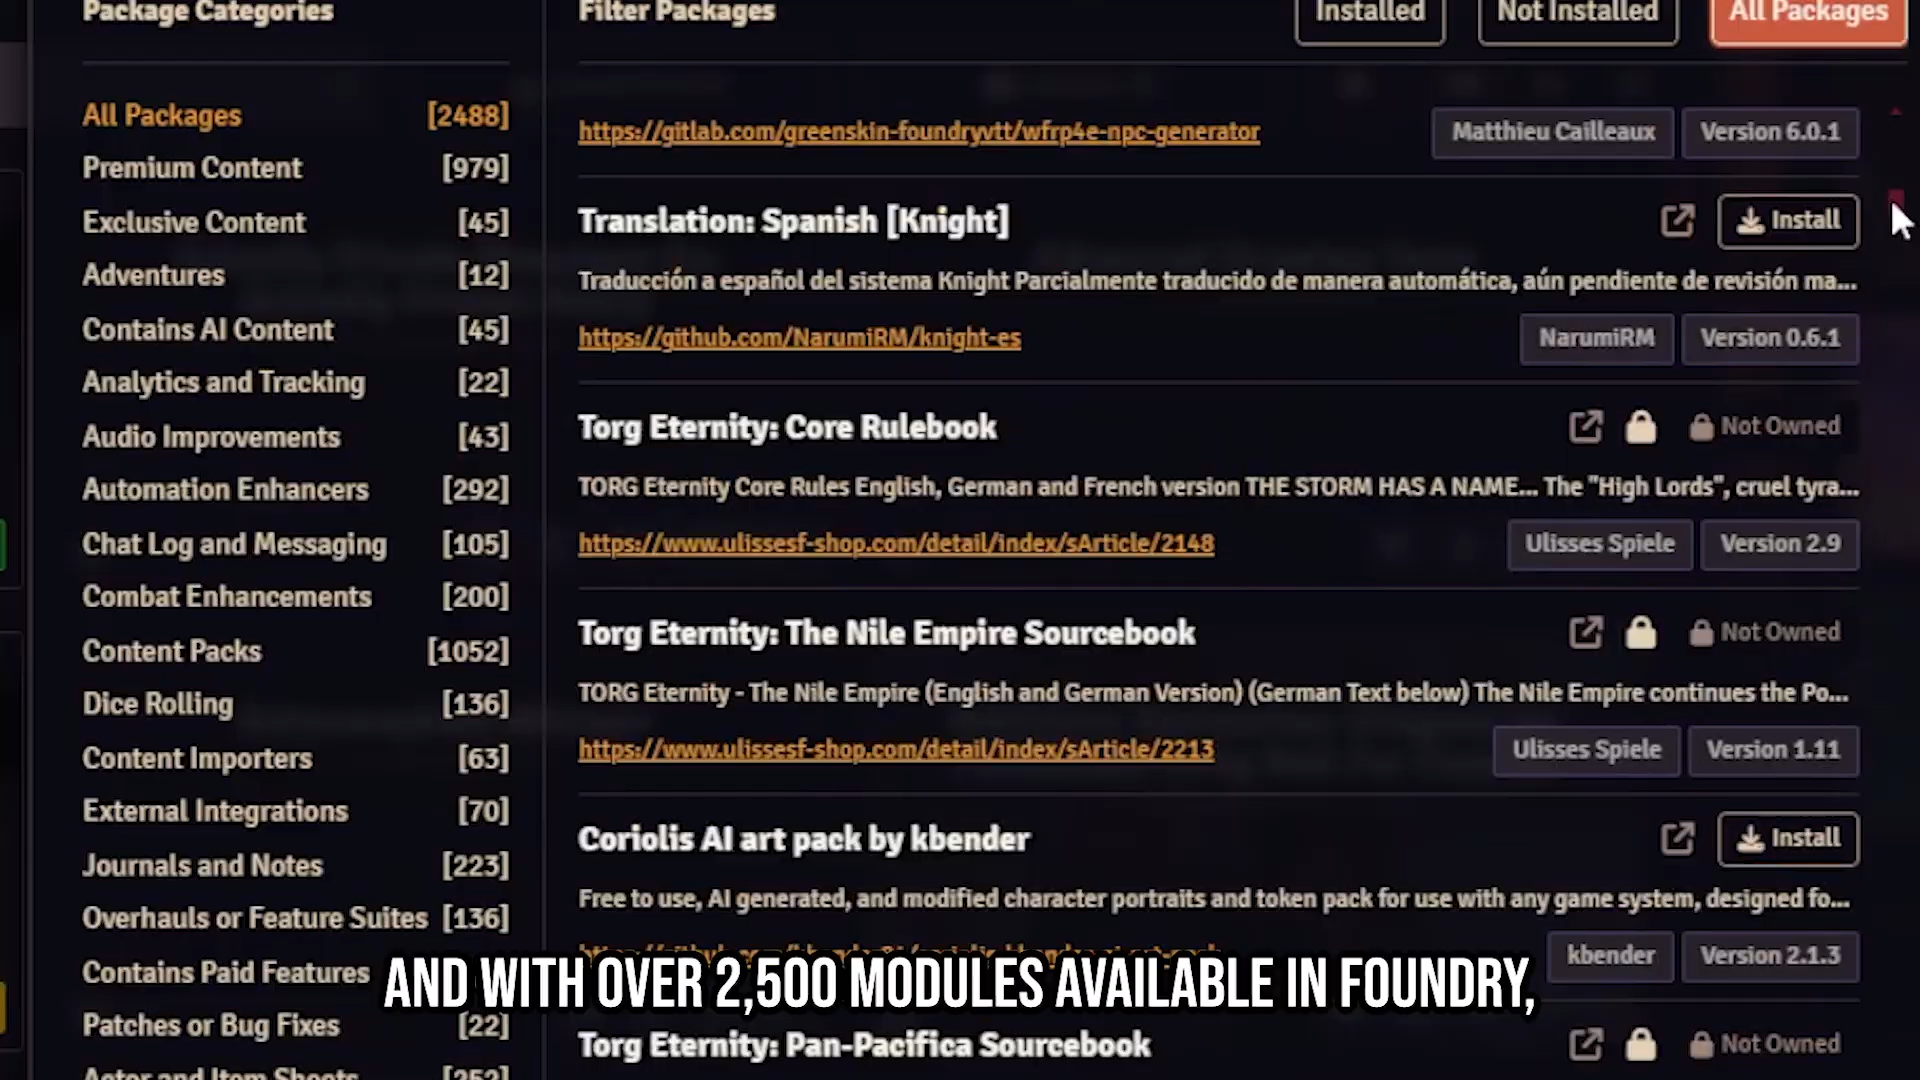 Package Categories
Filter Packages
Installed
Not Installed
All Packages
All Packages [2488]
Premium Content [979]
Exclusive Content [45]
Adventures [12]
Contains AI Content [45]
Analytics and Tracking [22]
Audio Improvements [43]
Automation Enhancers [292]
Chat Log and Messaging [105]
Combat Enhancements [200]
Content Packs [1052]
Dice Rolling [136]
Content Importers [63]
External Integrations [70]
Journals and Notes [223]
Overhauls or Feature Suites [136]
Contains Paid Features
Patches or Bug Fixes [22]
Actor and Item Sheets [252]
https://gitlab.com/greenskin-foundryvtt/wfrp4e-npc-generator
Matthieu Cailleaux
Version 6.0.1
Translation: Spanish [Knight]
Install
Traducción a español del sistema Knight Parcialmente traducido de manera automática, aún pendiente de revisión ma...
https://github.com/NarumiRM/knight-es
NarumiRM
Version 0.6.1
Torg Eternity: Core Rulebook
Not Owned
TORG Eternity Core Rules English, German and French version THE STORM HAS A NAME... The "High Lords", cruel tyra...
https://www.ulissesf-shop.com/detail/index/sArticle/2148
Ulisses Spiele
Version 2.9
Torg Eternity: The Nile Empire Sourcebook
Not Owned
TORG Eternity - The Nile Empire (English and German Version) (German Text below) The Nile Empire continues the Po...
https://www.ulissesf-shop.com/detail/index/sArticle/2213
Ulisses Spiele
Version 1.11
Coriolis AI art pack by kbender
Install
Free to use, AI generated, and modified character portraits and token pack for use with any game system, designed fo...
kbender
Version 2.1.3
AND WITH OVER 2,500 MODULES AVAILABLE IN FOUNDRY,
Torg Eternity: Pan-Pacifica Sourcebook
Not Owned